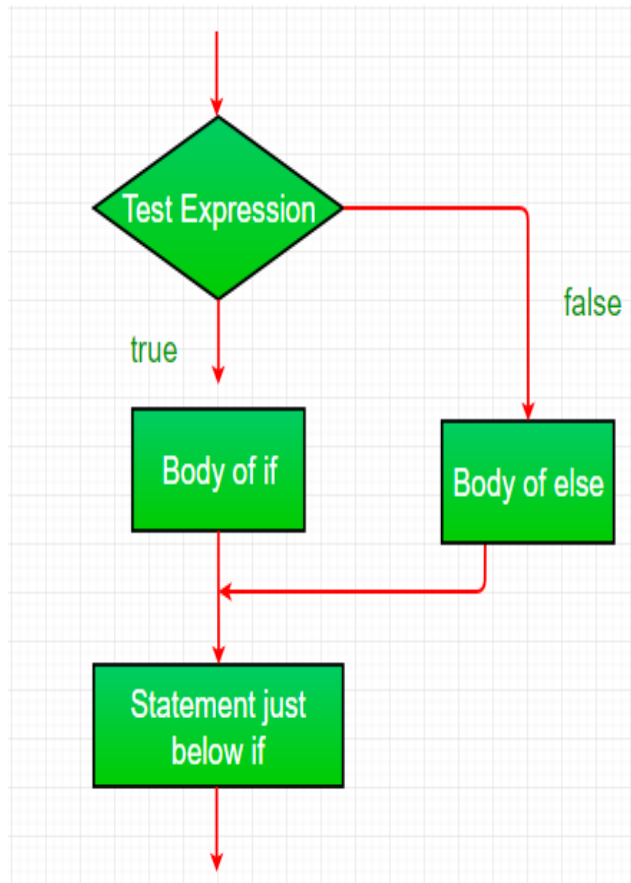 Test Expression
false
true
Body of if
Body of else
Statement just
below if